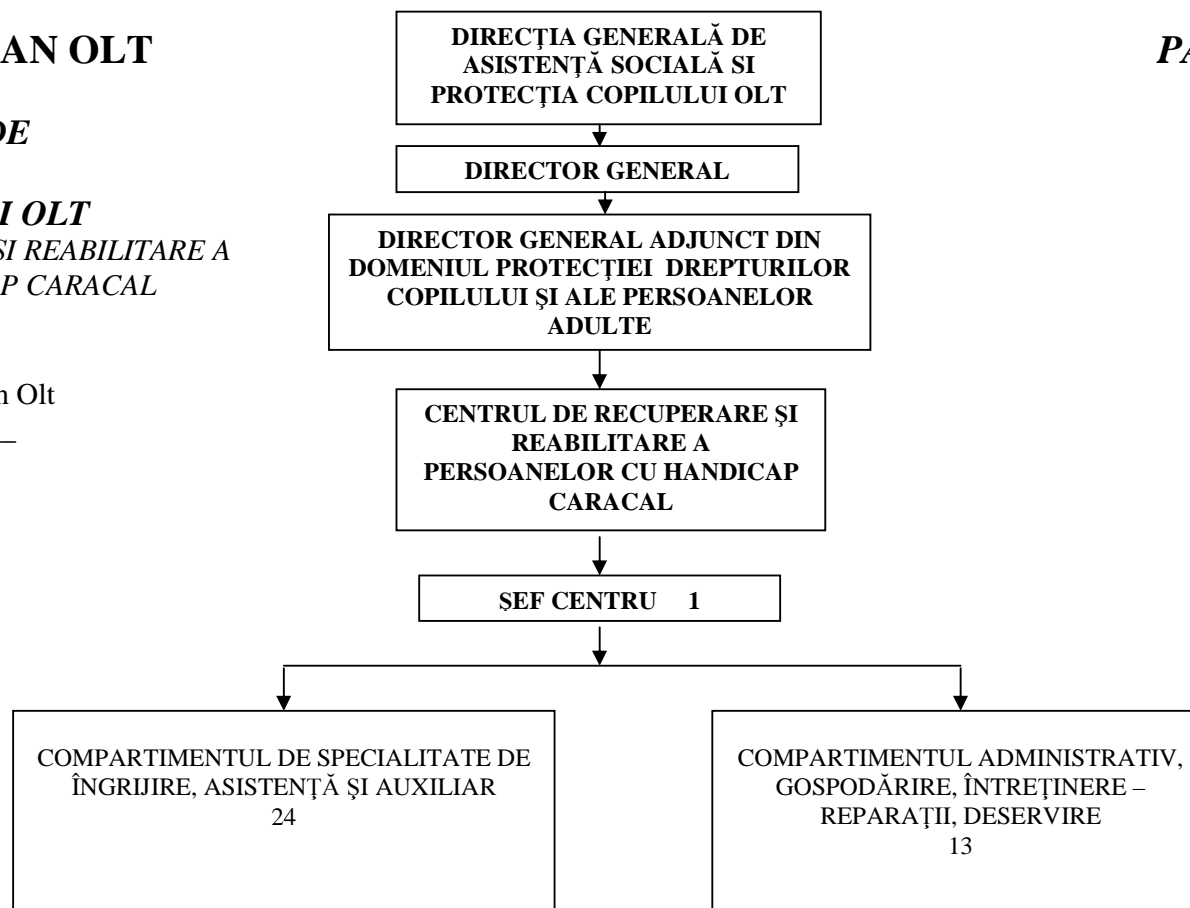 AN OLT
DE
I OLT
SI REABILITARE A
P CARACAL
n Olt
–
PA
DIRECŢIA GENERALĂ DE
ASISTENŢĂ SOCIALĂ SI
PROTECŢIA COPILULUI OLT
DIRECTOR GENERAL
DIRECTOR GENERAL ADJUNCT DIN
DOMENIUL PROTECŢIEI DREPTURILOR
COPILULUI ŞI ALE PERSOANELOR
ADULTE
CENTRUL DE RECUPERARE ŞI
REABILITARE A
PERSOANELOR CU HANDICAP
CARACAL
ŞEF CENTRU 1
COMPARTIMENTUL DE SPECIALITATE DE
ÎNGRIJIRE, ASISTENŢĂ ŞI AUXILIAR
24
COMPARTIMENTUL ADMINISTRATIV,
GOSPODĂRIRE, ÎNTREŢINERE –
REPARAŢII, DESERVIRE
13